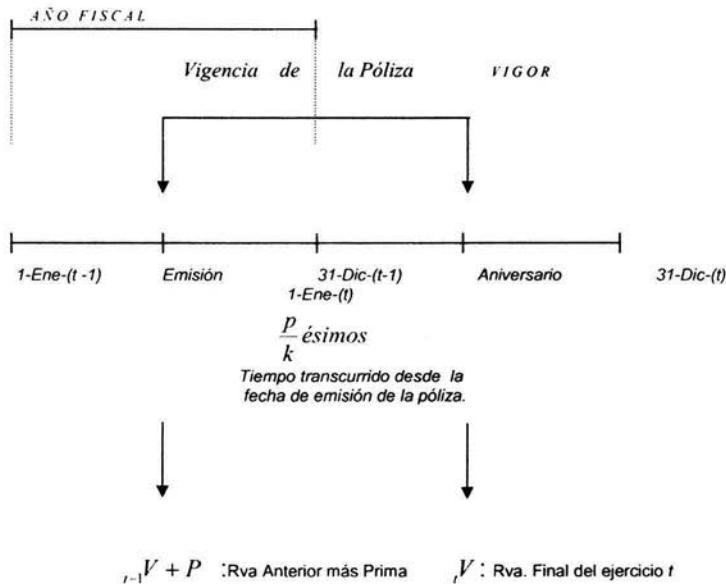 AÑO FISCAL
Vigencia de la Póliza VIGOR
1-Ene-(t -1) Emisión 31-Dic-(t-1) Aniversario 31-Dic-(t)
1-Ene-(t)
p/k ésimos
Tiempo transcurrido desde la
fecha de emisión de la póliza.
t-1V + P :Rva Anterior más Prima tV : Rva. Final del ejercicio t